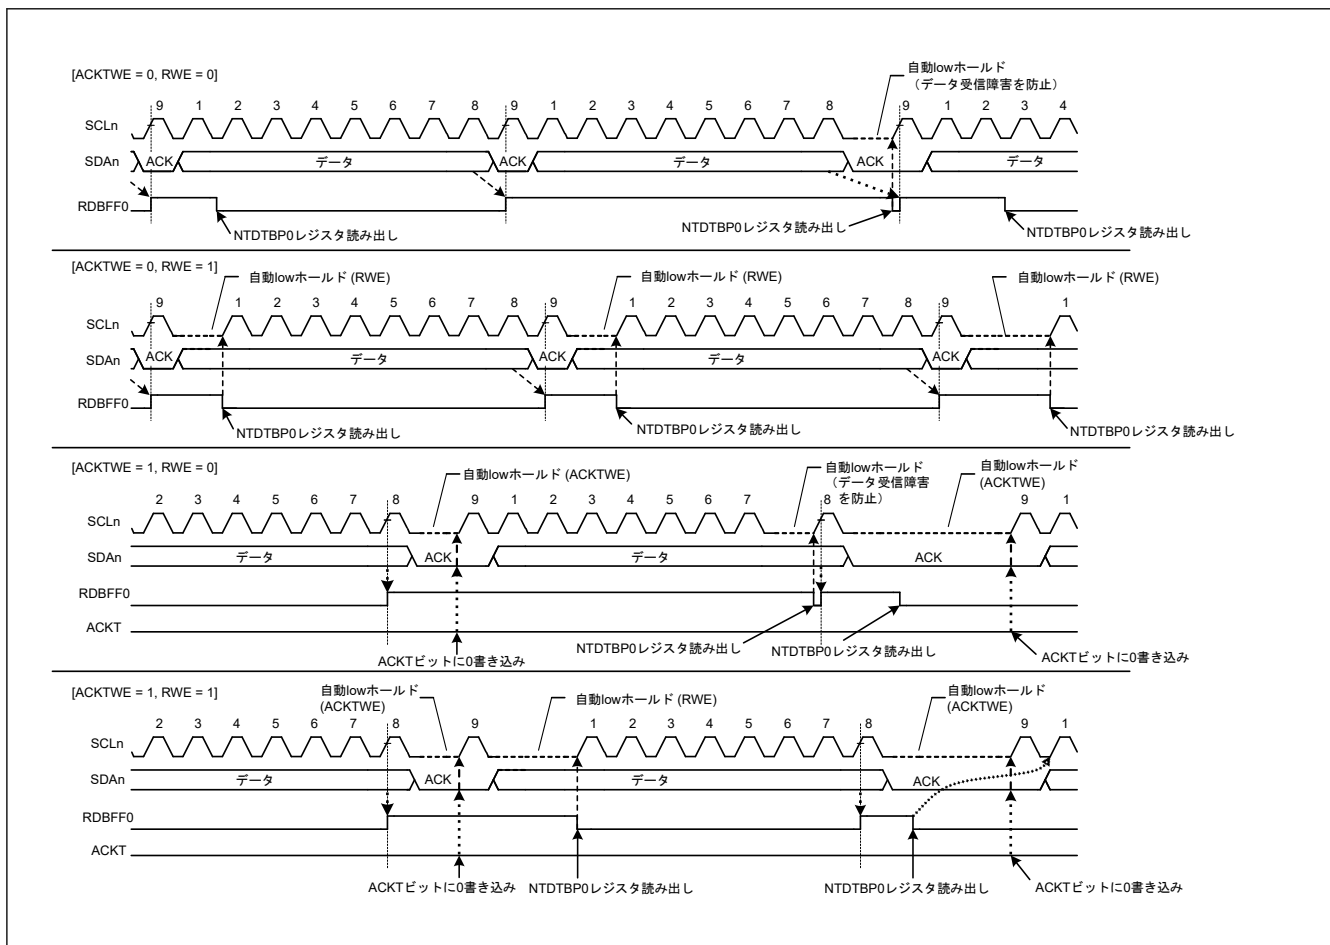 [ACKTWE = 0, RWE = 0]
自動lowホールド
（データ受信障害を防止）
9 1 2 3 4 5 6 7 8 9 1 2 3 4 5 6 7 8 9 1 2 3 4
SCLn
SDAn ACK データ ACK データ ACK データ
RDBFF0
NTDTBP0レジスタ読み出し NTDTBP0レジスタ読み出し NTDTBP0レジスタ読み出し
[ACKTWE = 0, RWE = 1]
自動lowホールド (RWE) 自動lowホールド (RWE) 自動lowホールド (RWE)
9 1 2 3 4 5 6 7 8 9 1 2 3 4 5 6 7 8 9 1
SCLn
SDAn ACK データ ACK データ ACK
RDBFF0
NTDTBP0レジスタ読み出し NTDTBP0レジスタ読み出し NTDTBP0レジスタ読み出し
[ACKTWE = 1, RWE = 0]
自動lowホールド (ACKTWE) 自動lowホールド 自動lowホールド
（データ受信障害 (ACKTWE)
を防止）
2 3 4 5 6 7 8 9 1 2 3 4 5 6 7 8 9 1
SCLn
SDAn データ ACK データ ACK
RDBFF0
ACKT
NTDTBP0レジスタ読み出し NTDTBP0レジスタ読み出し
ACKTビットに0書き込み ACKTビットに0書き込み
[ACKTWE = 1, RWE = 1]
自動lowホールド 自動lowホールド (RWE) 自動lowホールド
(ACKTWE) (ACKTWE)
2 3 4 5 6 7 8 9 1 2 3 4 5 6 7 8 9 1
SCLn
SDAn データ ACK データ ACK
RDBFF0
ACKT
ACKTビットに0書き込み NTDTBP0レジスタ読み出し NTDTBP0レジスタ読み出し ACKTビットに0書き込み